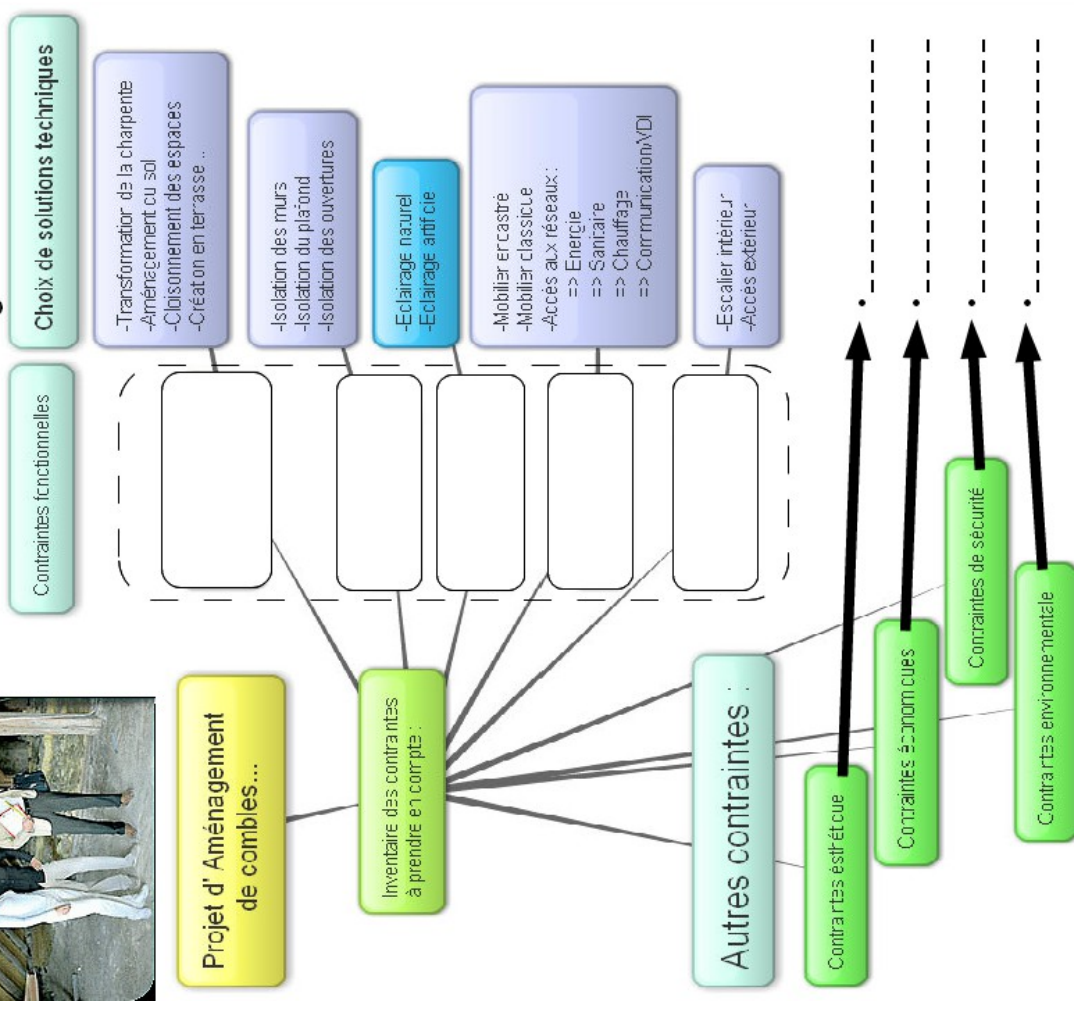 Contraintes fonctionnelles
Choix de solutions techniques
Projet d' Aménagement
de combles...
Inventaire des contraintes
à prendre en compte :
-Transformation de la charpente
-Aménagement du sol
-Cloisonnement des espaces
-Création en terrasse ..
-Isolation des murs
-Isolation du plafond
-Isolation des ouvertures
-Eclairage naturel
-Eclairage artificiel
-Mobilier encastré
-Mobilier classique
-Accès aux réseaux :
=> Energie
=> Sanitaire
=> Chauffage
=> Communication/VDI
-Escalier intérieur
-Accès extérieur
Autres contraintes :
Contraintes ésthétique
Contraintes économiques
Contraintes de sécurité
Contraintes environnementale